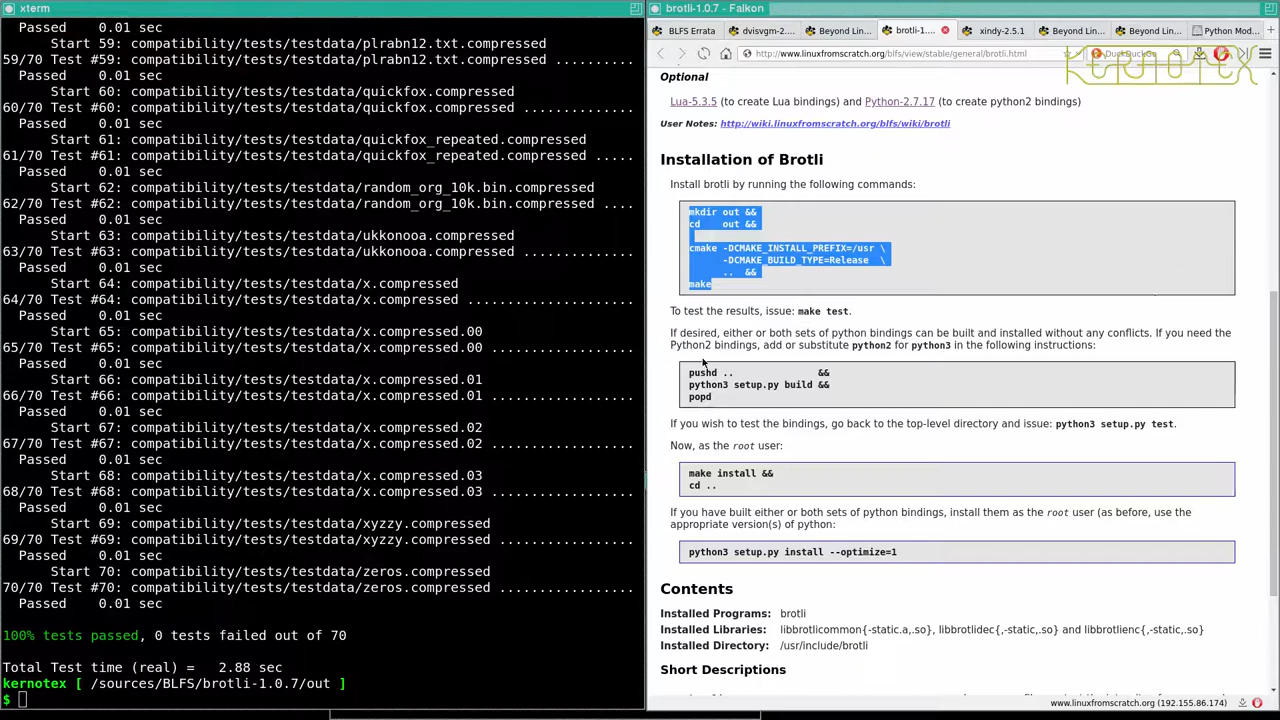 xterm
Passed    0.01 sec
Start 59: compatibility/tests/testdata/plrabn12.txt.compressed
59/70 Test #59: compatibility/tests/testdata/plrabn12.txt.compressed ..........
Passed    0.01 sec
Start 60: compatibility/tests/testdata/quickfox.compressed
60/70 Test #60: compatibility/tests/testdata/quickfox.compressed ..............
Passed    0.01 sec
Start 61: compatibility/tests/testdata/quickfox_repeated.compressed
61/70 Test #61: compatibility/tests/testdata/quickfox_repeated.compressed .....
Passed    0.01 sec
Start 62: compatibility/tests/testdata/random_org_10k.bin.compressed
62/70 Test #62: compatibility/tests/testdata/random_org_10k.bin.compressed ....
Passed    0.01 sec
Start 63: compatibility/tests/testdata/ukkonooa.compressed
63/70 Test #63: compatibility/tests/testdata/ukkonooa.compressed ..............
Passed    0.01 sec
Start 64: compatibility/tests/testdata/x.compressed
64/70 Test #64: compatibility/tests/testdata/x.compressed .....................
Passed    0.01 sec
Start 65: compatibility/tests/testdata/x.compressed.00
65/70 Test #65: compatibility/tests/testdata/x.compressed.00 ..................
Passed    0.01 sec
Start 66: compatibility/tests/testdata/x.compressed.01
66/70 Test #66: compatibility/tests/testdata/x.compressed.01 ..................
Passed    0.01 sec
Start 67: compatibility/tests/testdata/x.compressed.02
67/70 Test #67: compatibility/tests/testdata/x.compressed.02 ..................
Passed    0.01 sec
Start 68: compatibility/tests/testdata/x.compressed.03
68/70 Test #68: compatibility/tests/testdata/x.compressed.03 ..................
Passed    0.01 sec
Start 69: compatibility/tests/testdata/xyzzy.compressed
69/70 Test #69: compatibility/tests/testdata/xyzzy.compressed .................
Passed    0.01 sec
Start 70: compatibility/tests/testdata/zeros.compressed
70/70 Test #70: compatibility/tests/testdata/zeros.compressed .................
Passed    0.01 sec
100% tests passed, 0 tests failed out of 70
Total Test time (real) =   2.88 sec
kernotex [ /sources/BLFS/brotli-1.0.7/out ]
$
brotli-1.0.7 - Falkon
BLFS Errata dvisvgm-2.... Beyond Lin... brotli-1.... xindy-2.5.1 Beyond Lin... Beyond Lin... Python Mod...
http://www.linuxfromscratch.org/blfs/view/stable/general/brotli.html DuckDuckGo
KERNOTEX
Optional
Lua-5.3.5 (to create Lua bindings) and Python-2.7.17 (to create python2 bindings)
User Notes: http://wiki.linuxfromscratch.org/blfs/wiki/brotli
Installation of Brotli
Install brotli by running the following commands:
mkdir out &&
cd    out &&
cmake -DCMAKE_INSTALL_PREFIX=/usr \
-DCMAKE_BUILD_TYPE=Release  \
..  &&
make
To test the results, issue: make test.
If desired, either or both sets of python bindings can be built and installed without any conflicts. If you need the
Python2 bindings, add or substitute python2 for python3 in the following instructions:
pushd ..               &&
python3 setup.py build &&
popd
If you wish to test the bindings, go back to the top-level directory and issue: python3 setup.py test.
Now, as the root user:
make install &&
cd ..
If you have built either or both sets of python bindings, install them as the root user (as before, use the
appropriate version(s) of python:
python3 setup.py install --optimize=1
Contents
Installed Programs: brotli
Installed Libraries: libbrotlicommon{-static.a,.so}, libbrotlidec{,-static,.so} and libbrotlienc{,-static,.so}
Installed Directory: /usr/include/brotli
Short Descriptions
www.linuxfromscratch.org (192.155.86.174)